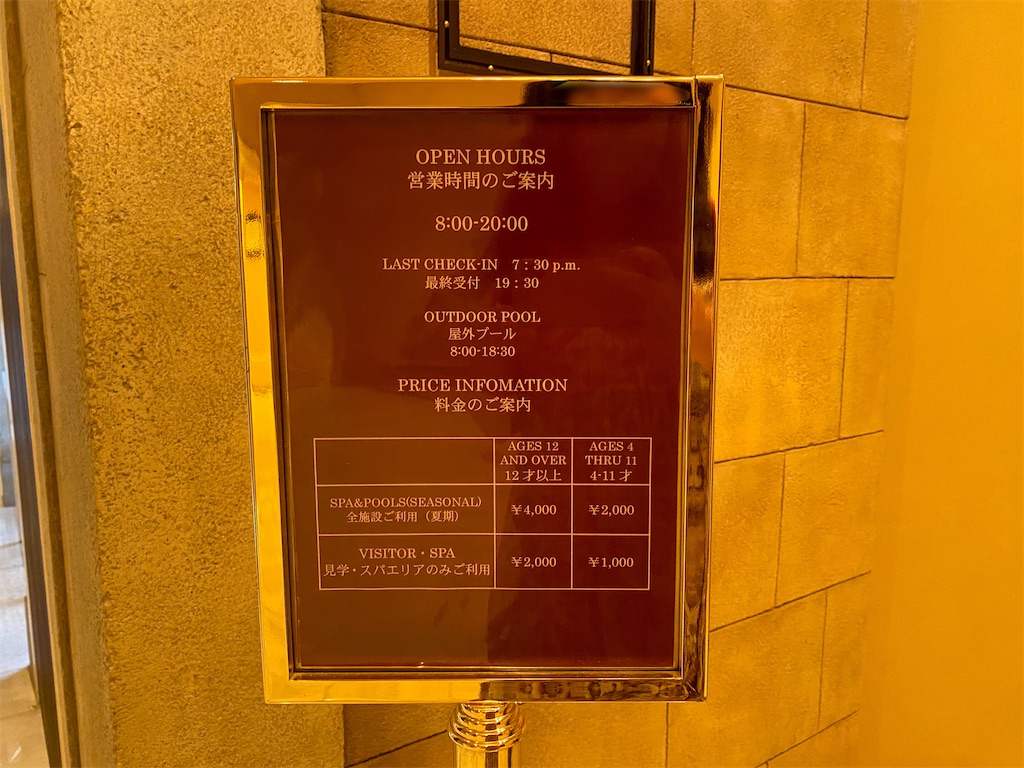 OPEN HOURS
営業時間のご案内
8:00-20:00
LAST CHECK-IN 7：30 p.m.
最終受付 19：30
OUTDOOR POOL
屋外プール
8:00-18:30
PRICE INFOMATION
料金のご案内
AGES 12
AND OVER
12 才以上
AGES 4
THRU 11
4-11 才
SPA&POOLS(SEASONAL)
全施設ご利用（夏期）
￥4,000
￥2,000
VISITOR・SPA
見学・スパエリアのみご利用
￥2,000
￥1,000